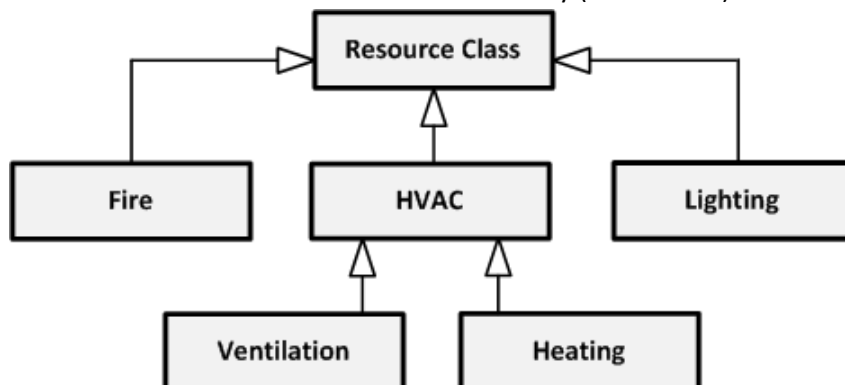 Resource Class
Fire
HVAC
Lighting
Ventilation
Heating